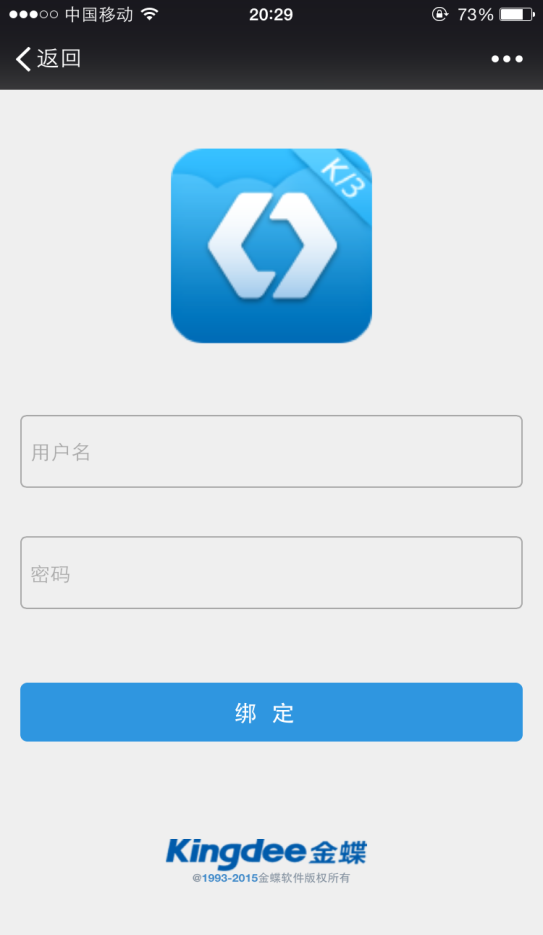 中国移动 20:29 73%
返回
K/3
用户名
密码
绑 定
Kingdee金蝶
@1993-2015金蝶软件版权所有